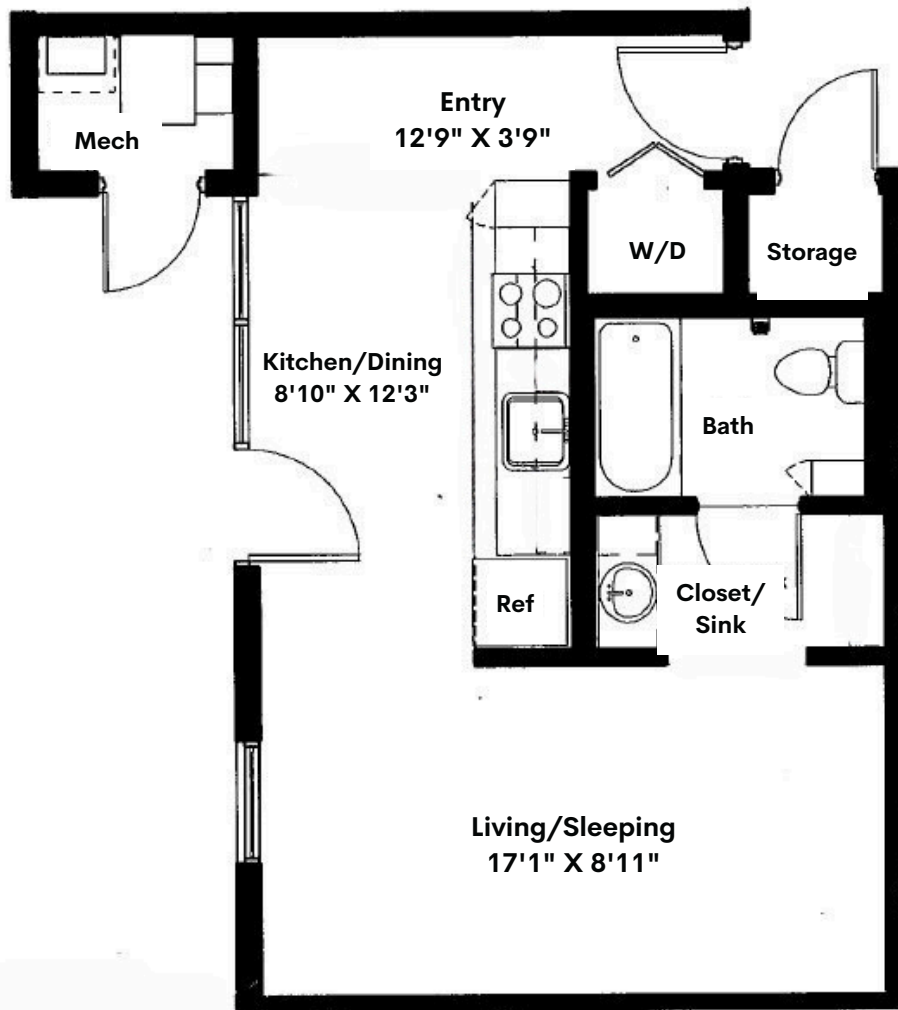 Entry
12'9" X 3'9"
Mech
W/D
Storage
Kitchen/Dining
8'10" X 12'3"
Bath
Ref
Closet/
Sink
Living/Sleeping
17'1" X 8'11"